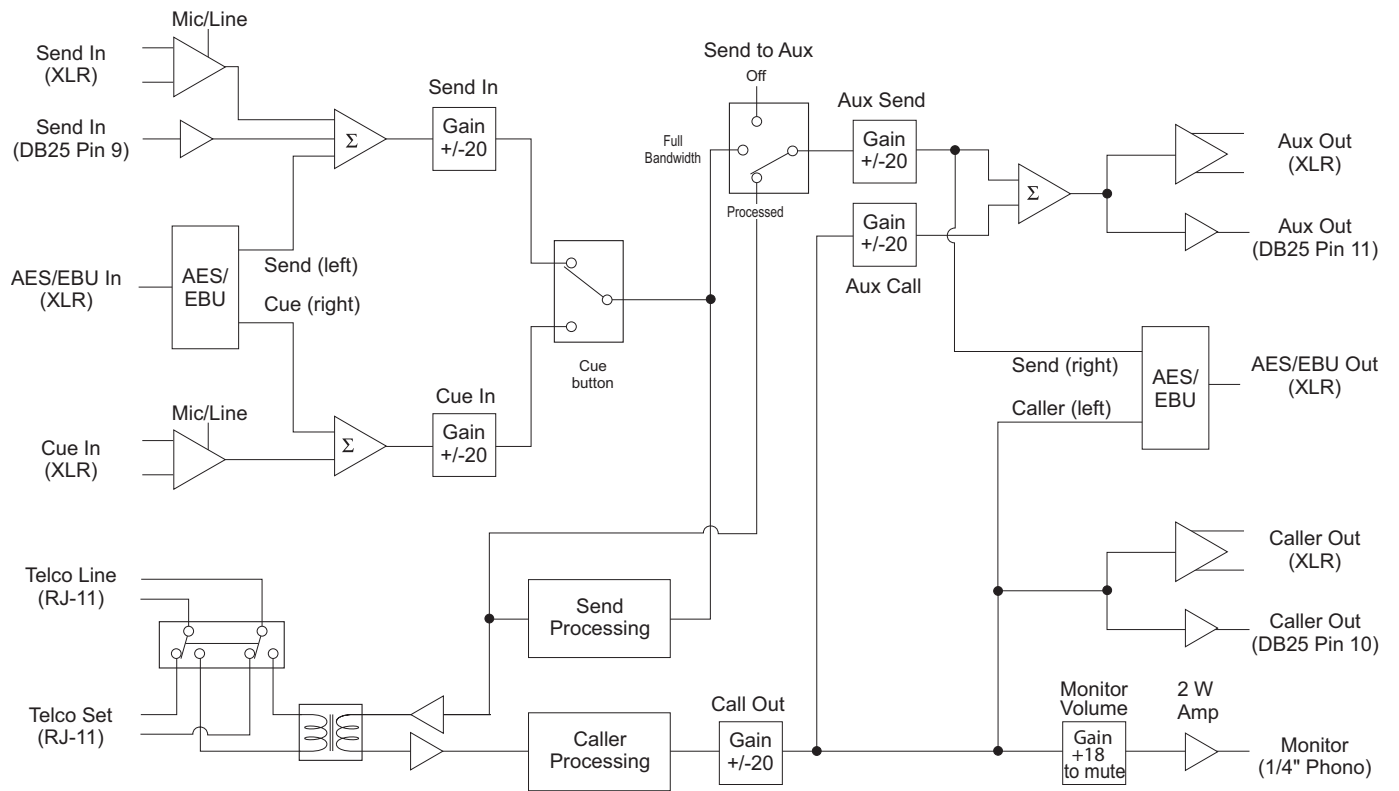 Mic/Line
Send In
(XLR)
Send In
(DB25 Pin 9)
Σ
Send In
Gain
+/-20
AES/EBU In
(XLR)
AES/
EBU
Send (left)
Cue (right)
Mic/Line
Cue In
(XLR)
Σ
Cue In
Gain
+/-20
Cue
button
Send to Aux
Off
Full
Bandwidth
Processed
Aux Send
Gain
+/-20
Gain
+/-20
Aux Call
Σ
Aux Out
(XLR)
Aux Out
(DB25 Pin 11)
Send (right)
Caller (left)
AES/
EBU
AES/EBU Out
(XLR)
Telco Line
(RJ-11)
Telco Set
(RJ-11)
Send
Processing
Caller
Processing
Call Out
Gain
+/-20
Caller Out
(XLR)
Caller Out
(DB25 Pin 10)
Monitor
Volume
Gain
+18
to mute
2 W
Amp
Monitor
(1/4" Phono)